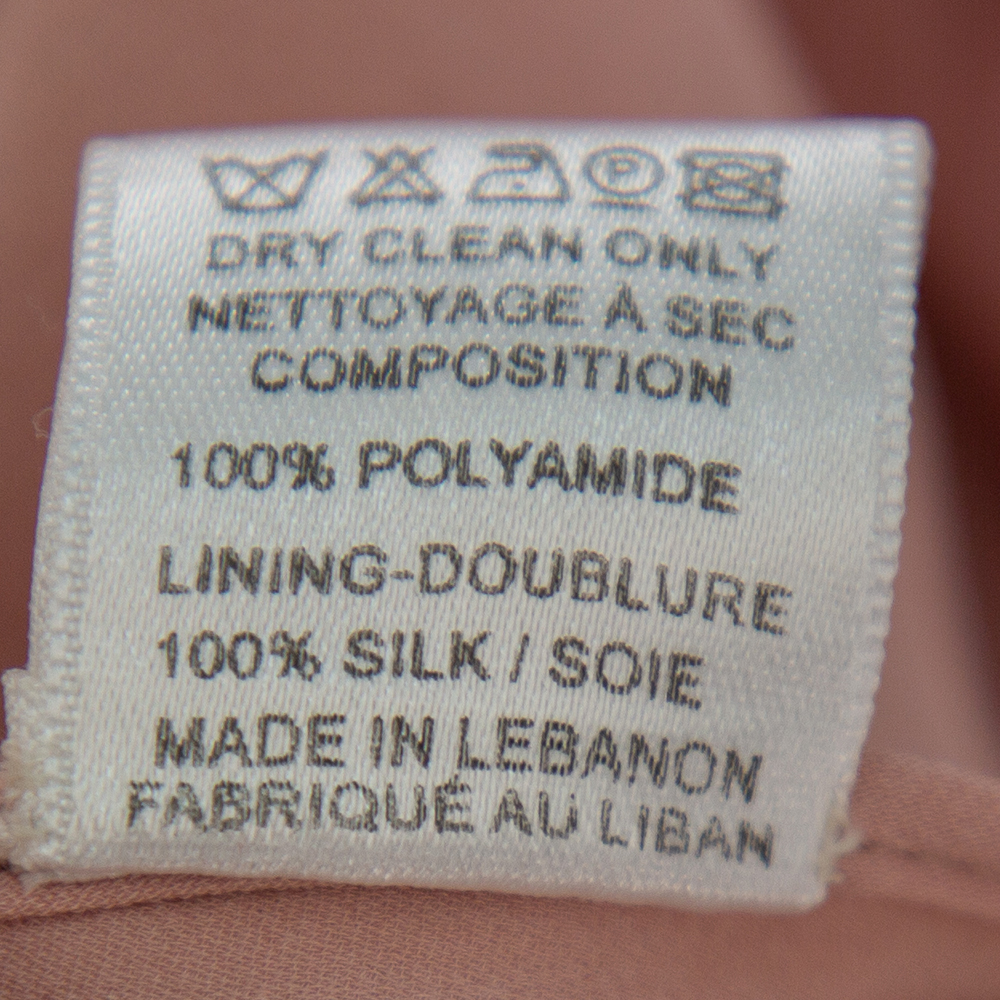 P
DRY CLEAN ONLY
NETTOYAGE À SEC
COMPOSITION
100% POLYAMIDE
LINING-DOUBLURE
100% SILK / SOIE
MADE IN LEBANON
FABRIQUÉ AU LIBAN